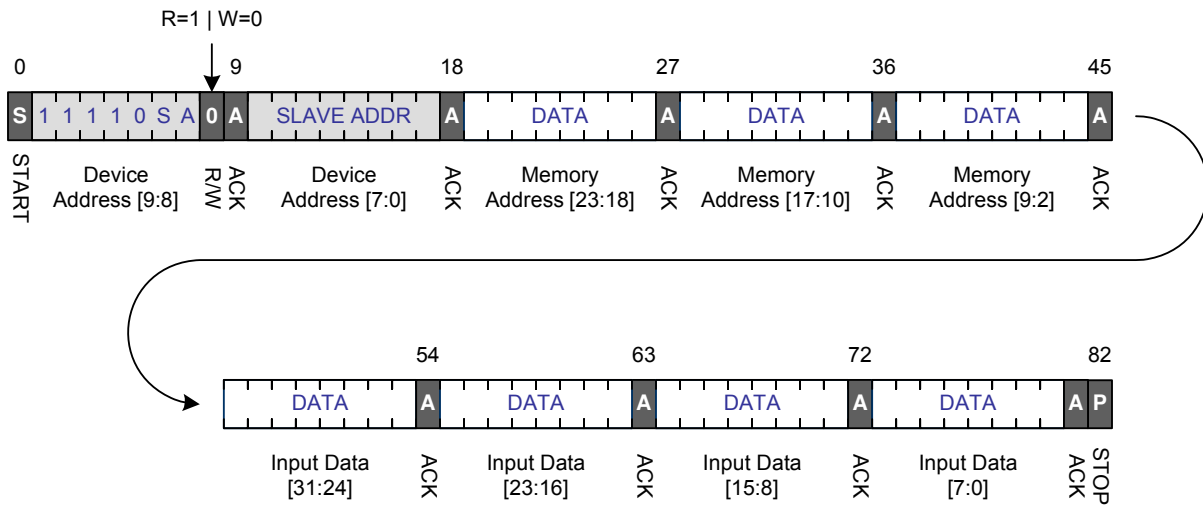 R=1 | W=0
0 9 18 27 36 45
S 1 1 1 1 0 S A 0 A SLAVE ADDR A DATA A DATA A DATA A
START
Device
Address [9:8]
R/W
ACK
Device
Address [7:0]
ACK
Memory
Address [23:18]
ACK
Memory
Address [17:10]
ACK
Memory
Address [9:2]
ACK
54 63 72 82
DATA A DATA A DATA A DATA A P
Input Data
[31:24]
ACK
Input Data
[23:16]
ACK
Input Data
[15:8]
ACK
Input Data
[7:0]
ACK
STOP